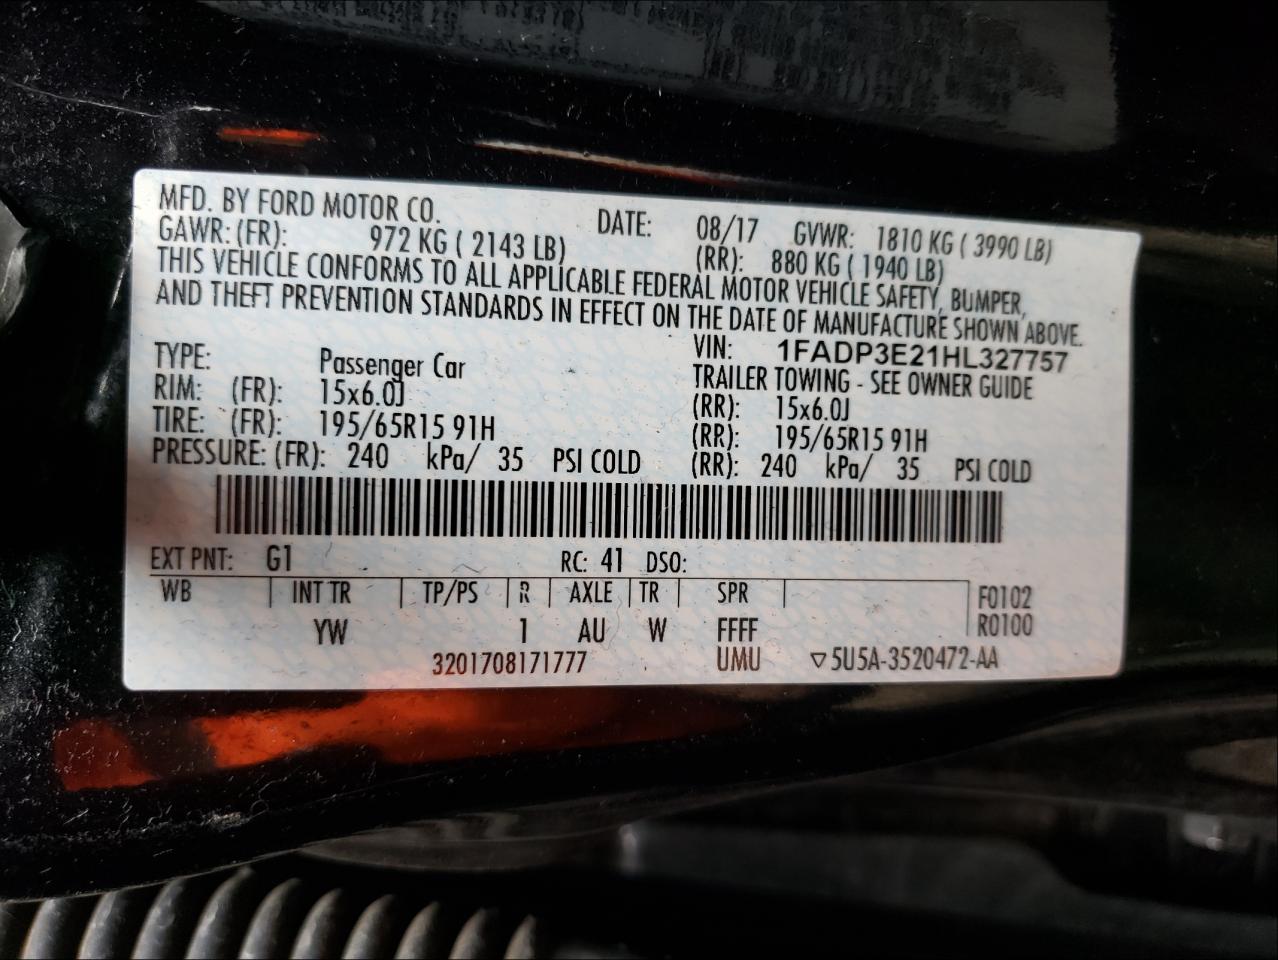 MFD. BY FORD MOTOR CO. DATE: 08/17 GVWR: 1810 KG ( 3990 LB)
GAWR: (FR): 972 KG ( 2143 LB) (RR): 880 KG ( 1940 LB)
THIS VEHICLE CONFORMS TO ALL APPLICABLE FEDERAL MOTOR VEHICLE SAFETY, BUMPER,
AND THEFT PREVENTION STANDARDS IN EFFECT ON THE DATE OF MANUFACTURE SHOWN ABOVE.
VIN: 1FADP3E21HL327757
TYPE: Passenger Car TRAILER TOWING - SEE OWNER GUIDE
RIM: (FR): 15x6.0J (RR): 15x6.0J
TIRE: (FR): 195/65R15 91H (RR): 195/65R15 91H
PRESSURE: (FR): 240 kPa/ 35 PSI COLD (RR): 240 kPa/ 35 PSI COLD
EXT PNT: G1 RC: 41 DSO:
WB INT TR TP/PS R AXLE TR SPR F0102
YW 1 AU W FFFF R0100
3201708171777 UMU ▽5U5A-3520472-AA